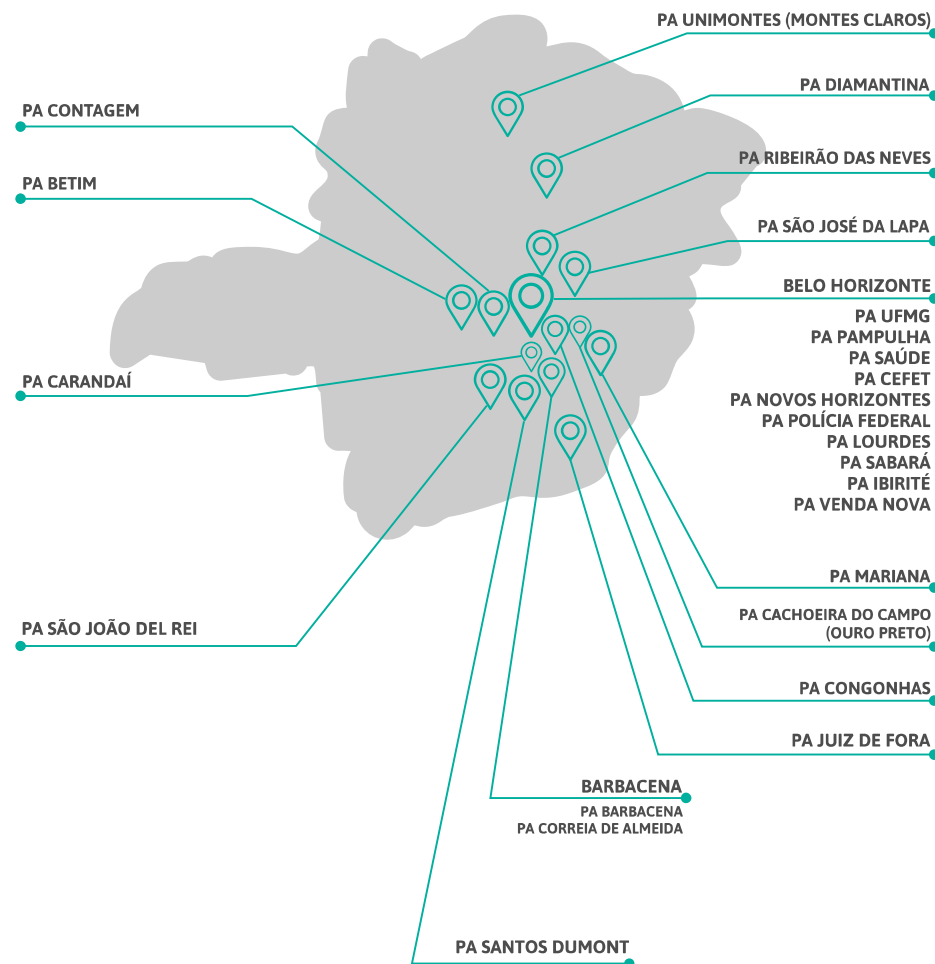 PA UNIMONTES (MONTES CLAROS)
PA DIAMANTINA
PA CONTAGEM
PA RIBEIRÃO DAS NEVES
PA BETIM
PA SÃO JOSÉ DA LAPA
BELO HORIZONTE
PA UFMG
PA PAMPULHA
PA SAÚDE
PA CEFET
PA NOVOS HORIZONTES
PA POLÍCIA FEDERAL
PA LOURDES
PA SABARÁ
PA IBIRITÉ
PA VENDA NOVA
PA CARANDAÍ
PA MARIANA
PA CACHOEIRA DO CAMPO
(OURO PRETO)
PA SÃO JOÃO DEL REI
PA CONGONHAS
PA JUIZ DE FORA
BARBACENA
PA BARBACENA
PA CORREIA DE ALMEIDA
PA SANTOS DUMONT